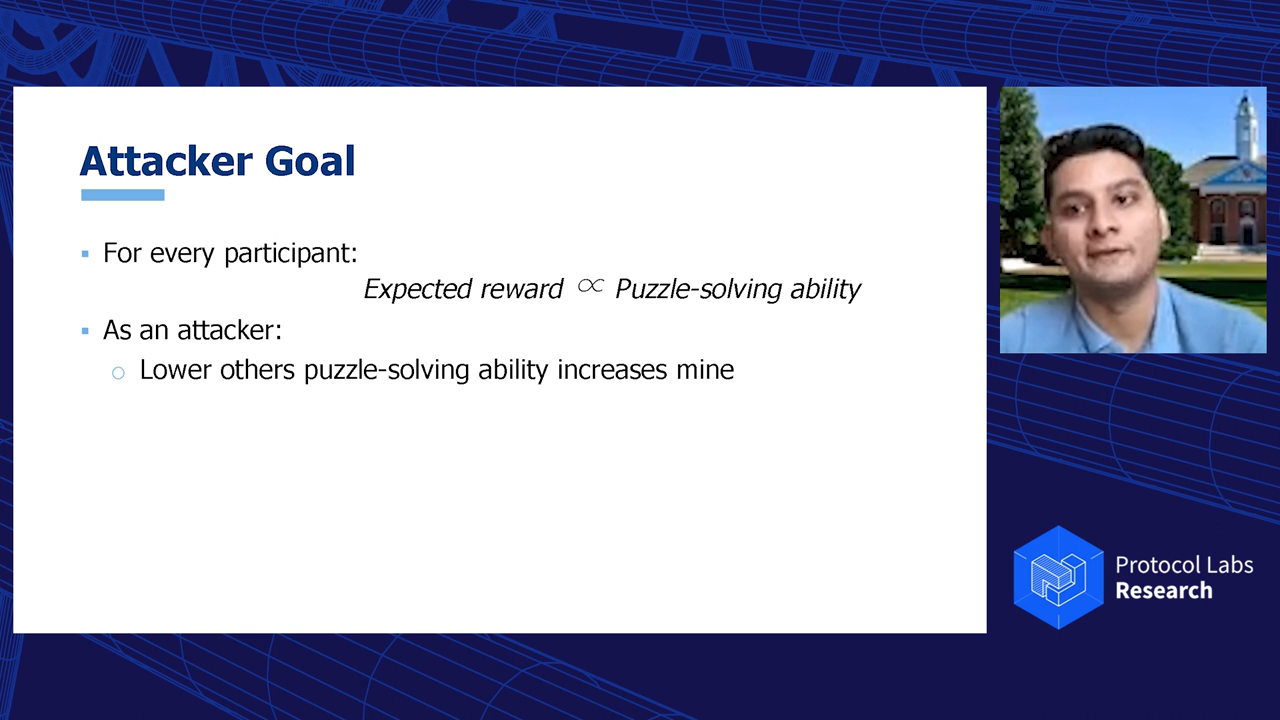 Attacker Goal
▪ For every participant:
Expected reward ∝ Puzzle-solving ability
▪ As an attacker:
○ Lower others puzzle-solving ability increases mine
Protocol Labs
Research